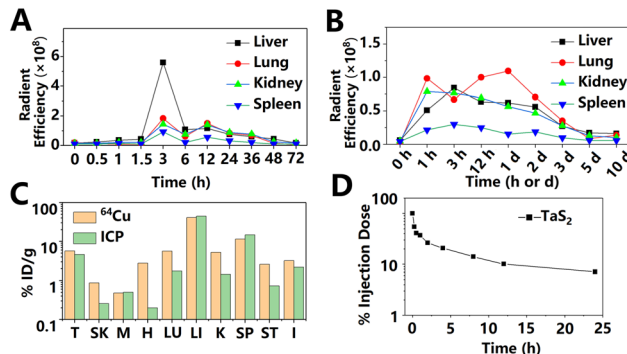 A
Radient
Efficiency (×10⁸)
6
4
2
0
Liver
Lung
Kidney
Spleen
0 0.5 1 1.5 3 6 12 24 36 48 72
Time (h)
B
Radient
Efficiency (×10⁸)
1.5
1.0
0.5
0.0
Liver
Lung
Kidney
Spleen
0 h 1 h 3 h 12 h 1 d 2 d 3 d 5 d 10 d
Time (h or d)
C
% ID/g
100
10
1
0.1
⁶⁴Cu
ICP
T SK M H LU LI K SP ST I
D
% Injection Dose
100
10
1
TaS₂
0 5 10 15 20 25
Time (h)